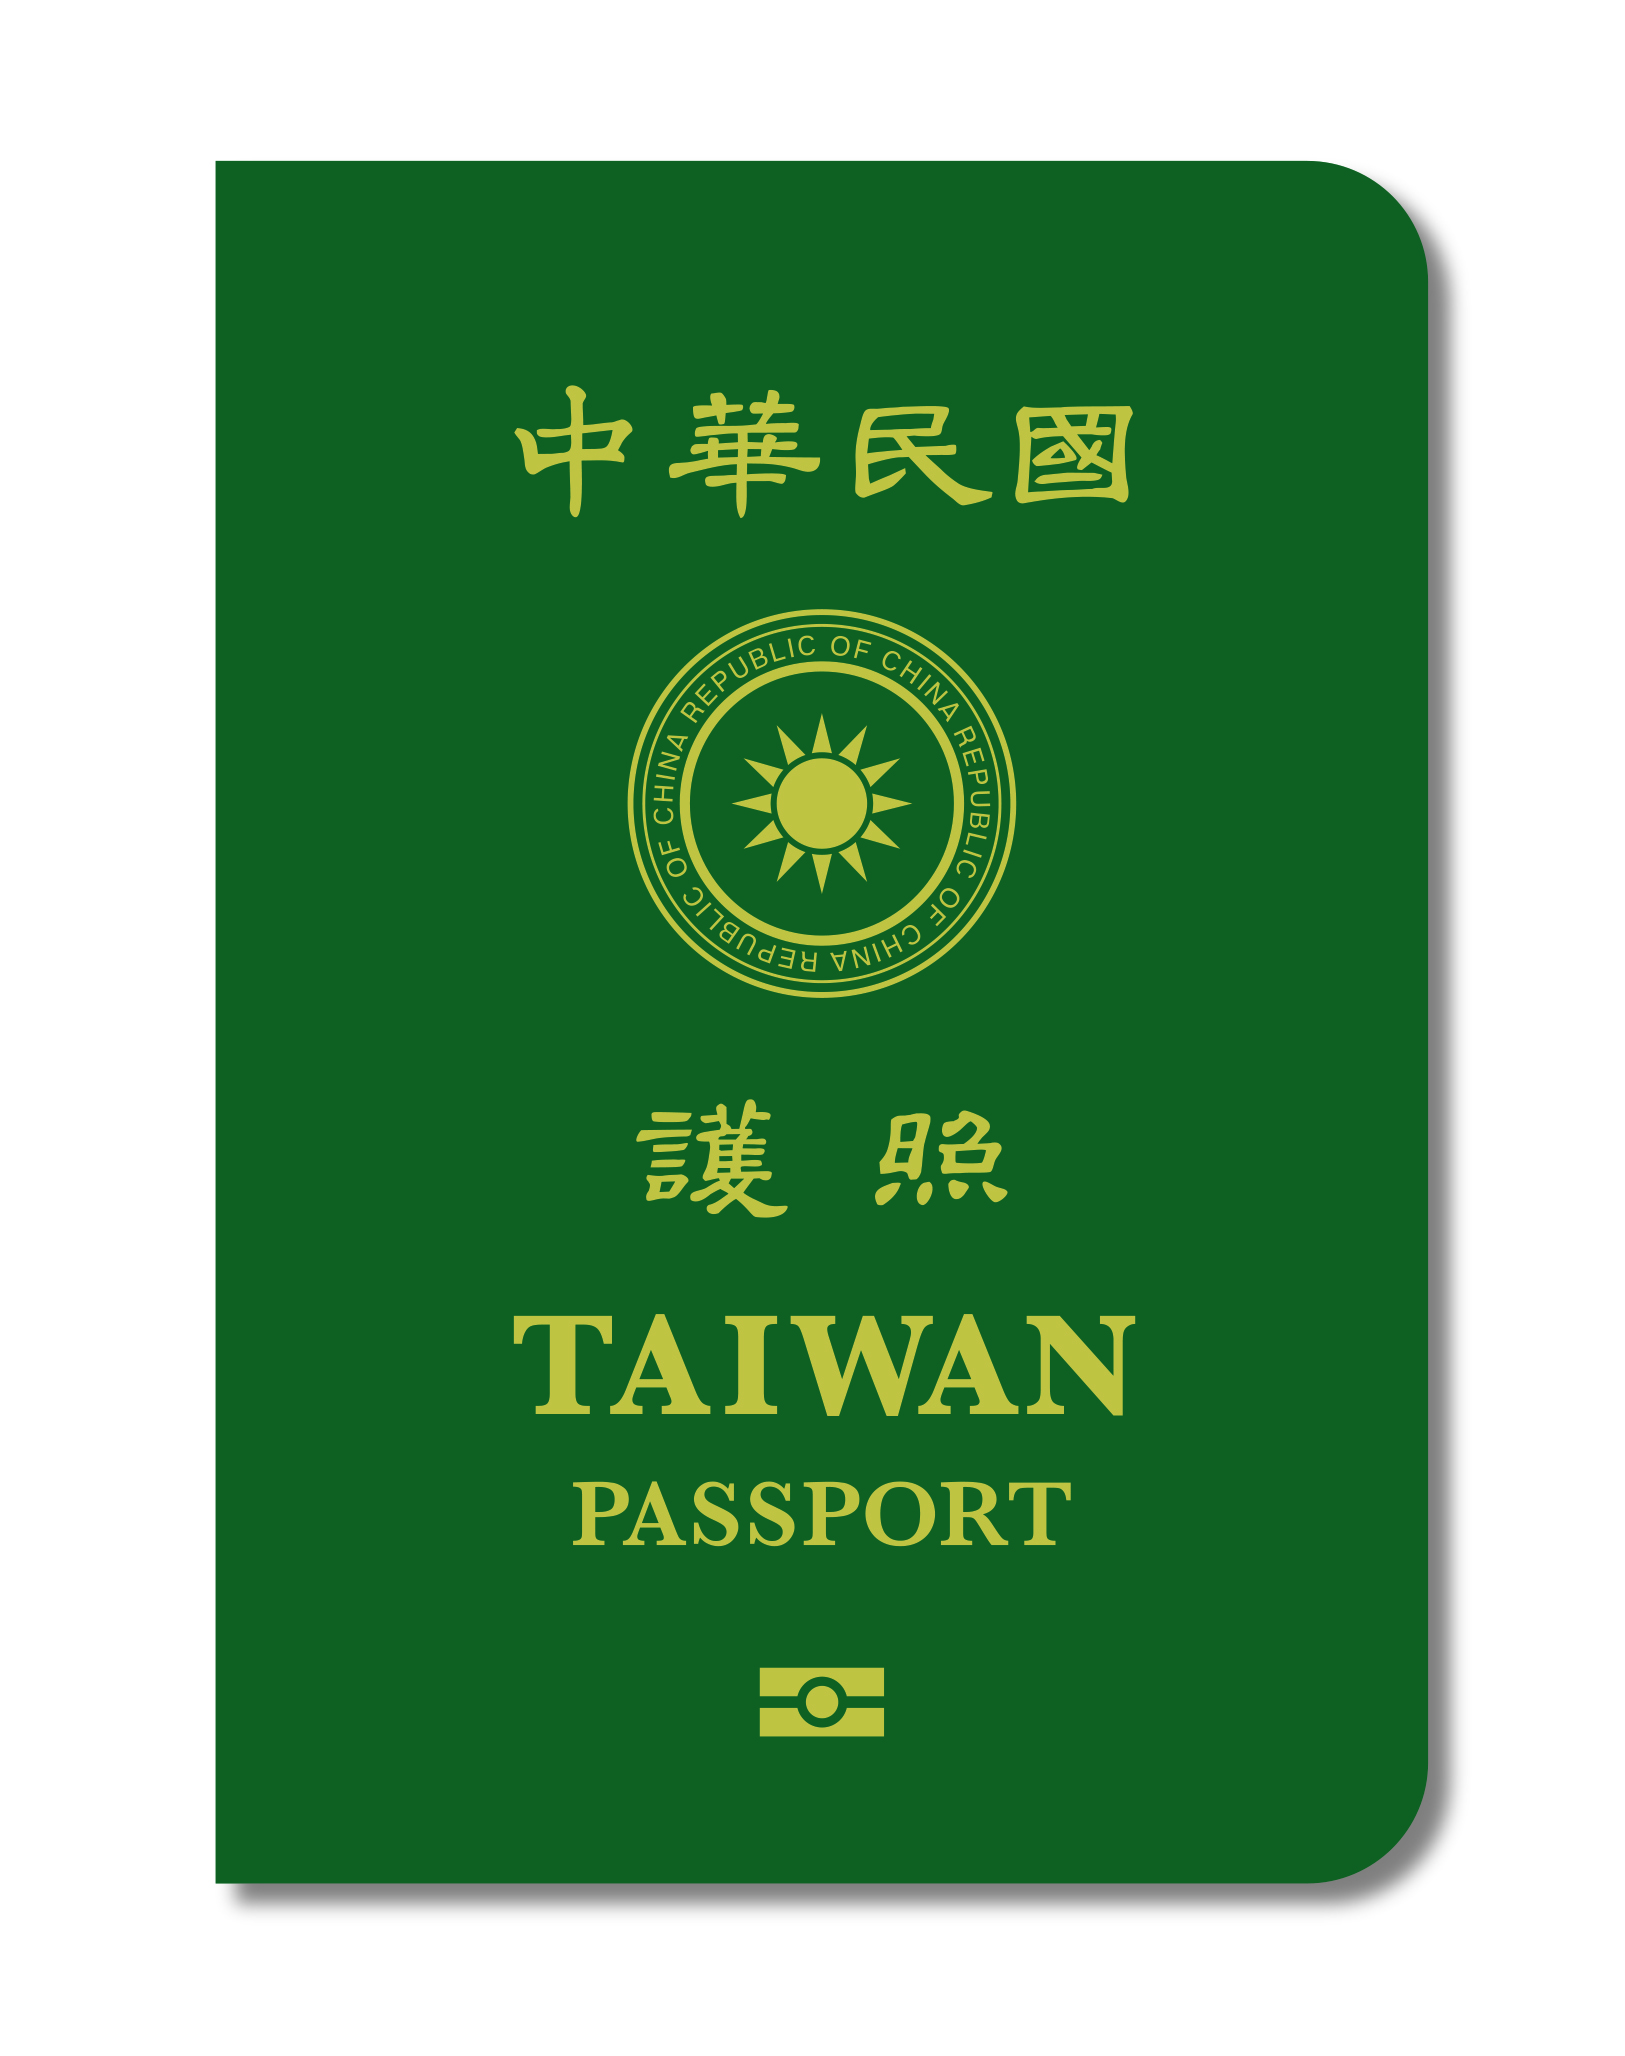 中華民國
REPUBLIC OF CHINA REPUBLIC OF CHINA REPUBLIC OF CHINA
護照
TAIWAN
PASSPORT